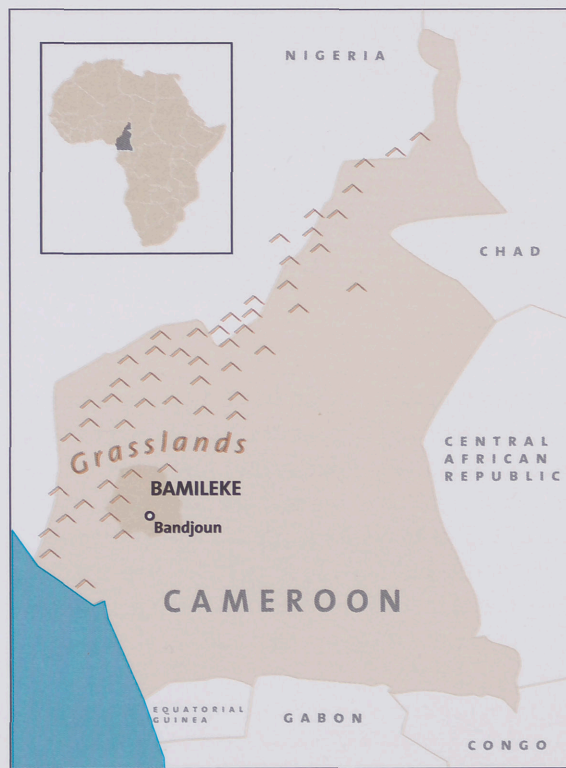 NIGERIA
CHAD
CENTRAL
AFRICAN
REPUBLIC
Grasslands
BAMILEKE
Bandjoun
CAMEROON
EQUATORIAL
GUINEA
GABON
CONGO